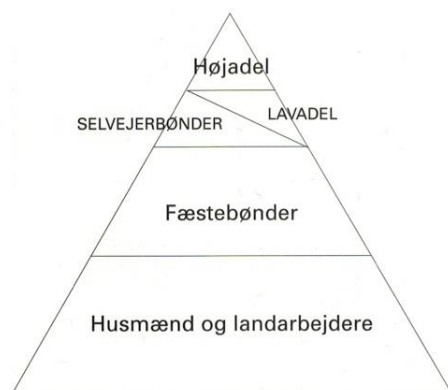 Højadel
LAVADEL
SELVEJERBØNDER
Fæstebønder
Husmænd og landarbejdere